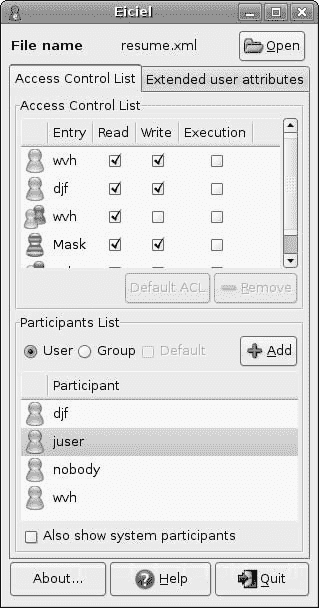 Eiciel
File name resume.xml Open
Access Control List Extended user attributes
Access Control List
Entry Read Write Execution
wvh
djf
wvh
Mask
Default ACL Remove
Participants List
User Group Default Add
Participant
djf
juser
nobody
wvh
Also show system participants
About... Help Quit